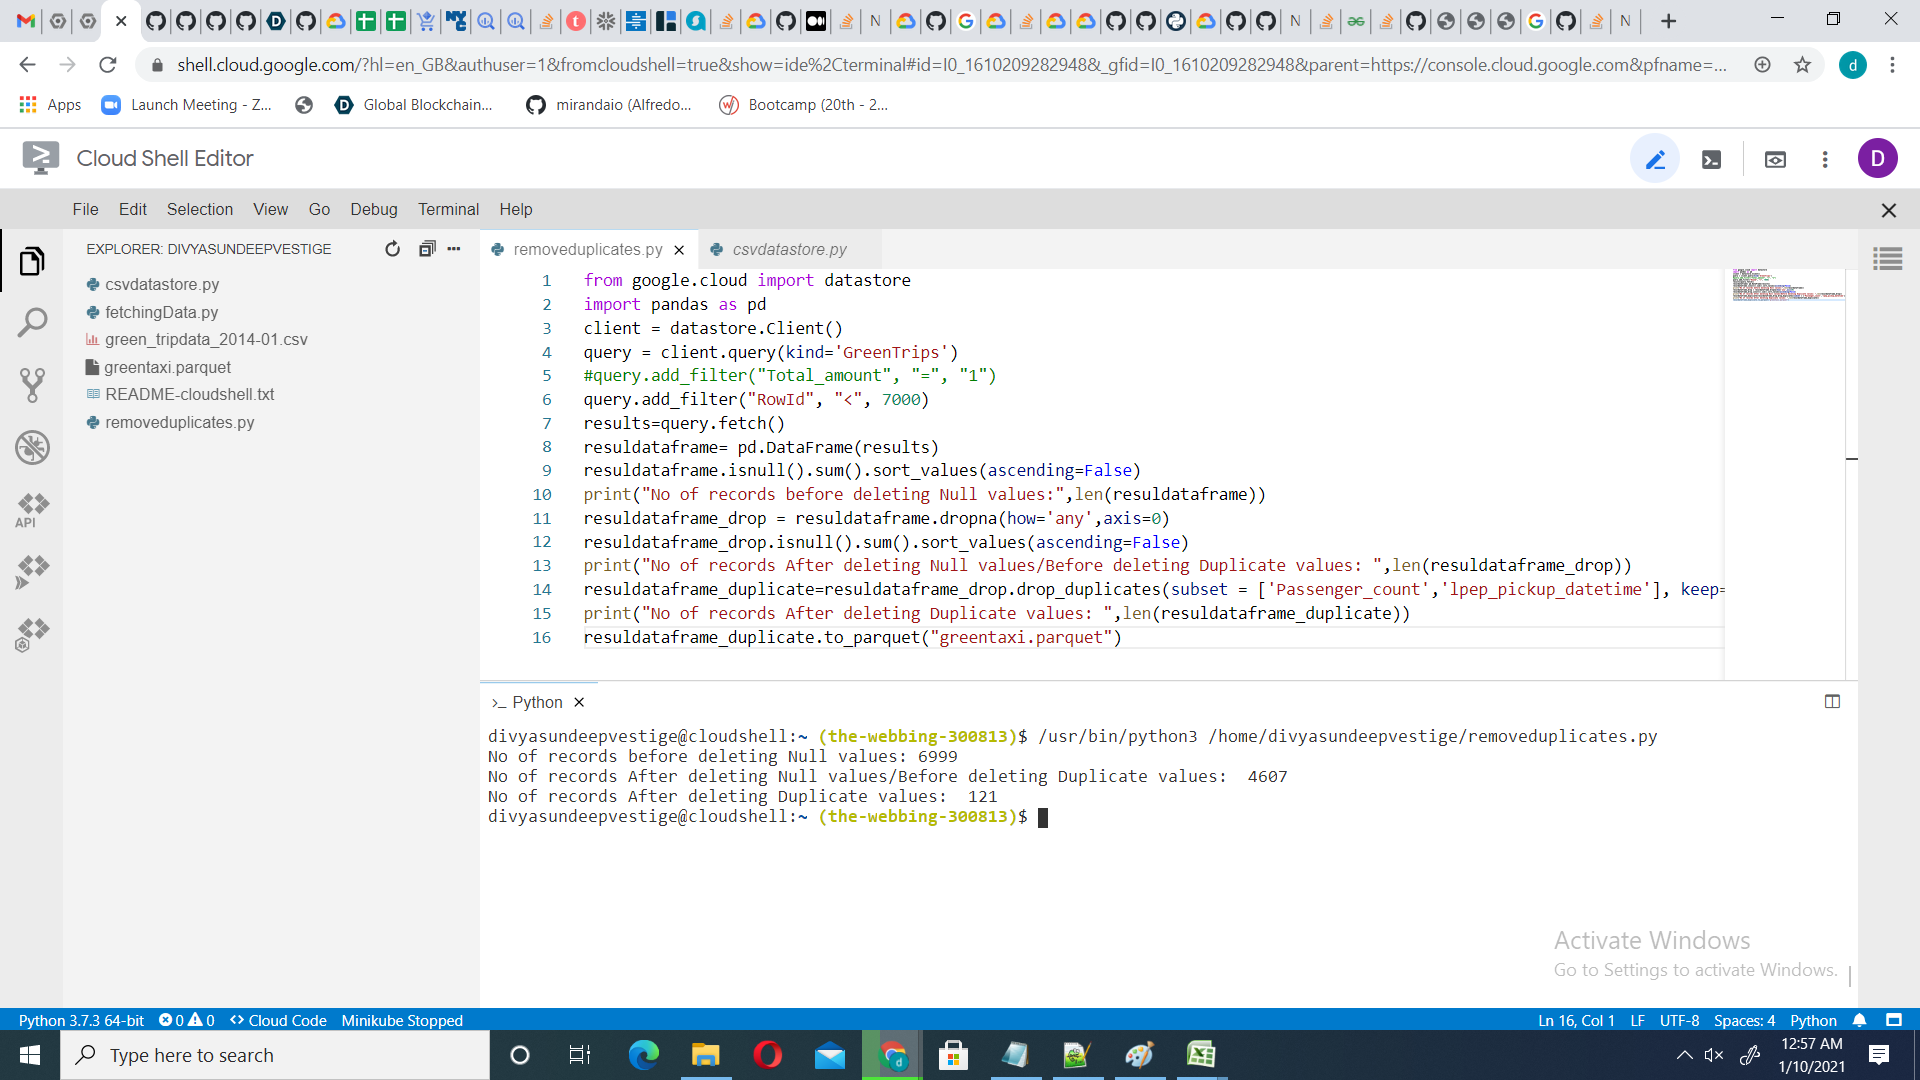 shell.cloud.google.com/?hl=en_GB&authuser=1&fromcloudshell=true&show=ide%2Cterminal#id=I0_1610209282948&_gfid=I0_1610209282948&parent=https://console.cloud.google.com&pfname=...
d
Apps Launch Meeting - Z... Global Blockchain... mirandaio (Alfredo... Bootcamp (20th - 2...
Cloud Shell Editor
D
File Edit Selection View Go Debug Terminal Help
EXPLORER: DIVYASUNDEEPVESTIGE
csvdatastore.py
fetchingData.py
green_tripdata_2014-01.csv
greentaxi.parquet
README-cloudshell.txt
removeduplicates.py
API
removeduplicates.py csvdatastore.py
1 from google.cloud import datastore
2 import pandas as pd
3 client = datastore.Client()
4 query = client.query(kind='GreenTrips')
5 #query.add_filter("Total_amount", "=", "1")
6 query.add_filter("RowId", "<", 7000)
7 results=query.fetch()
8 resuldataframe= pd.DataFrame(results)
9 resuldataframe.isnull().sum().sort_values(ascending=False)
10 print("No of records before deleting Null values:",len(resuldataframe))
11 resuldataframe_drop = resuldataframe.dropna(how='any',axis=0)
12 resuldataframe_drop.isnull().sum().sort_values(ascending=False)
13 print("No of records After deleting Null values/Before deleting Duplicate values: ",len(resuldataframe_drop))
14 resuldataframe_duplicate=resuldataframe_drop.drop_duplicates(subset = ['Passenger_count','lpep_pickup_datetime'], keep=
15 print("No of records After deleting Duplicate values: ",len(resuldataframe_duplicate))
16 resuldataframe_duplicate.to_parquet("greentaxi.parquet")
>_ Python
divyasundeepvestige@cloudshell:~ (the-webbing-300813)$ /usr/bin/python3 /home/divyasundeepvestige/removeduplicates.py
No of records before deleting Null values: 6999
No of records After deleting Null values/Before deleting Duplicate values:  4607
No of records After deleting Duplicate values:  121
divyasundeepvestige@cloudshell:~ (the-webbing-300813)$
Activate Windows
Go to Settings to activate Windows.
Python 3.7.3 64-bit 0 0 <> Cloud Code Minikube Stopped Ln 16, Col 1 LF UTF-8 Spaces: 4 Python
Type here to search
12:57 AM
1/10/2021